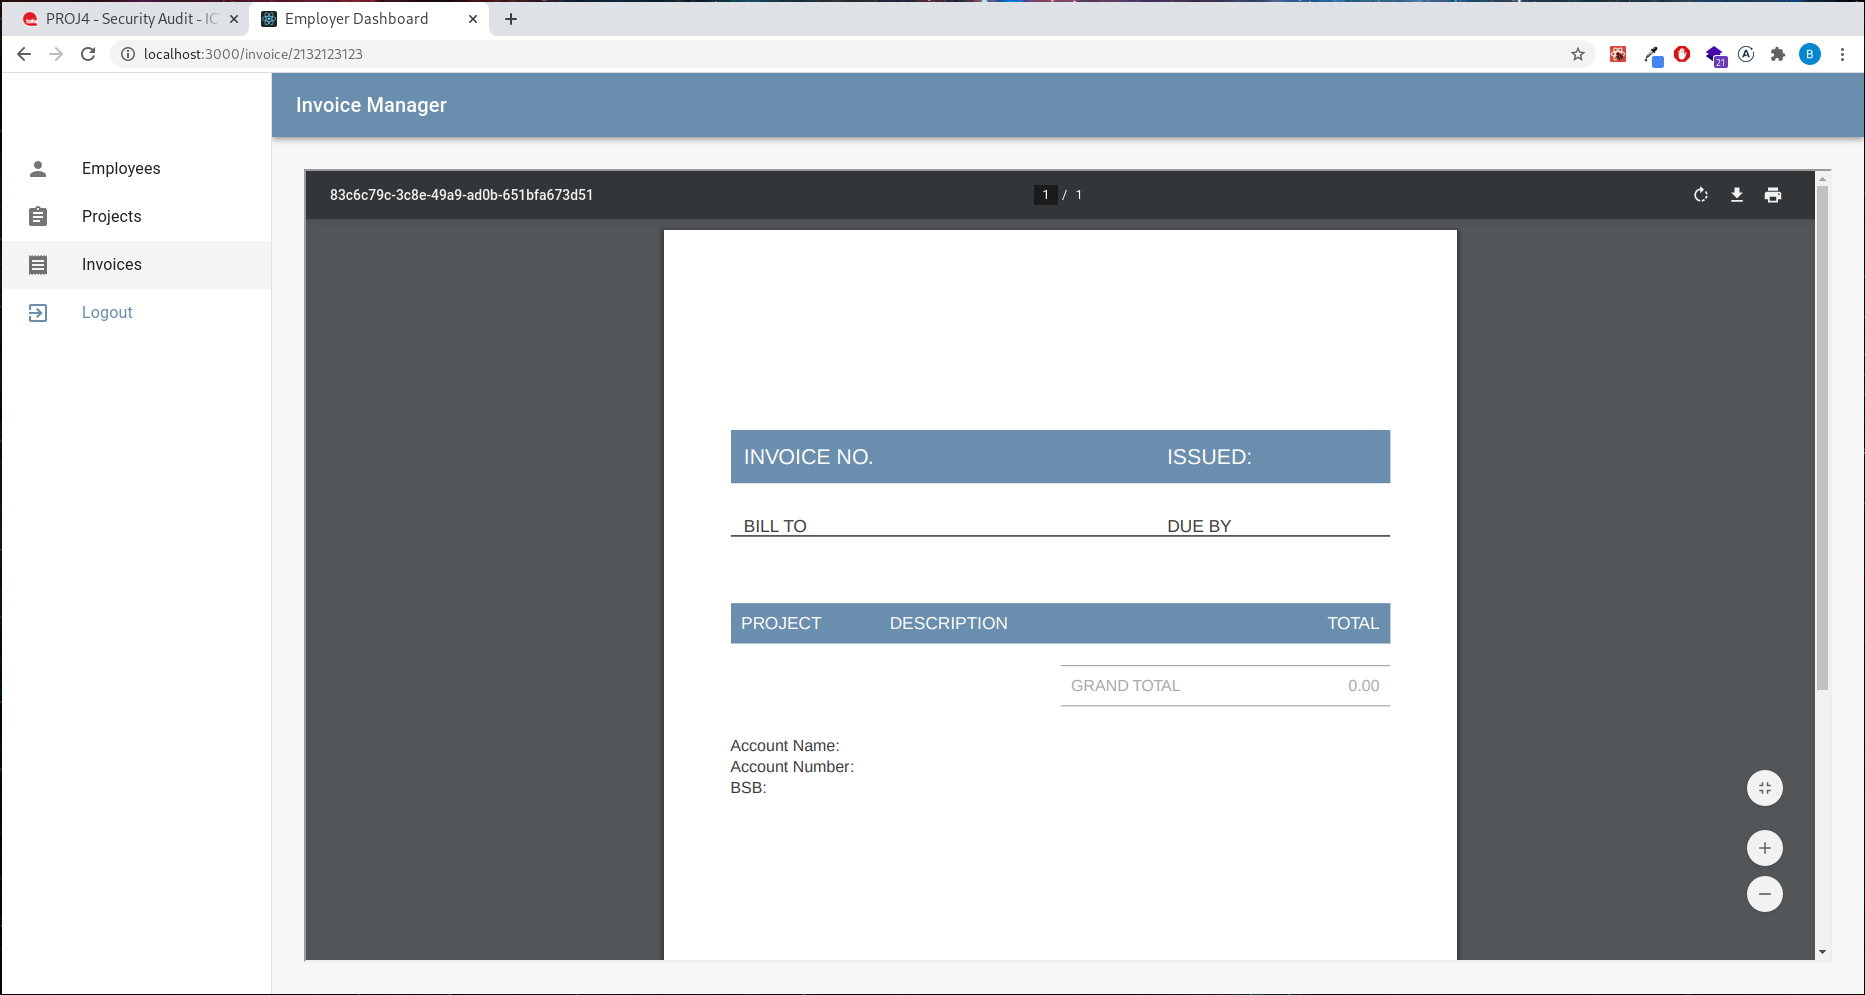 PROJ4 - Security Audit - IC
Employer Dashboard
localhost:3000/invoice/2132123123
21
A
B
Invoice Manager
Employees
Projects
Invoices
Logout
83c6c79c-3c8e-49a9-ad0b-651bfa673d51
1 / 1
INVOICE NO. ISSUED:
BILL TO DUE BY
PROJECT DESCRIPTION TOTAL
GRAND TOTAL 0.00
Account Name:
Account Number:
BSB: